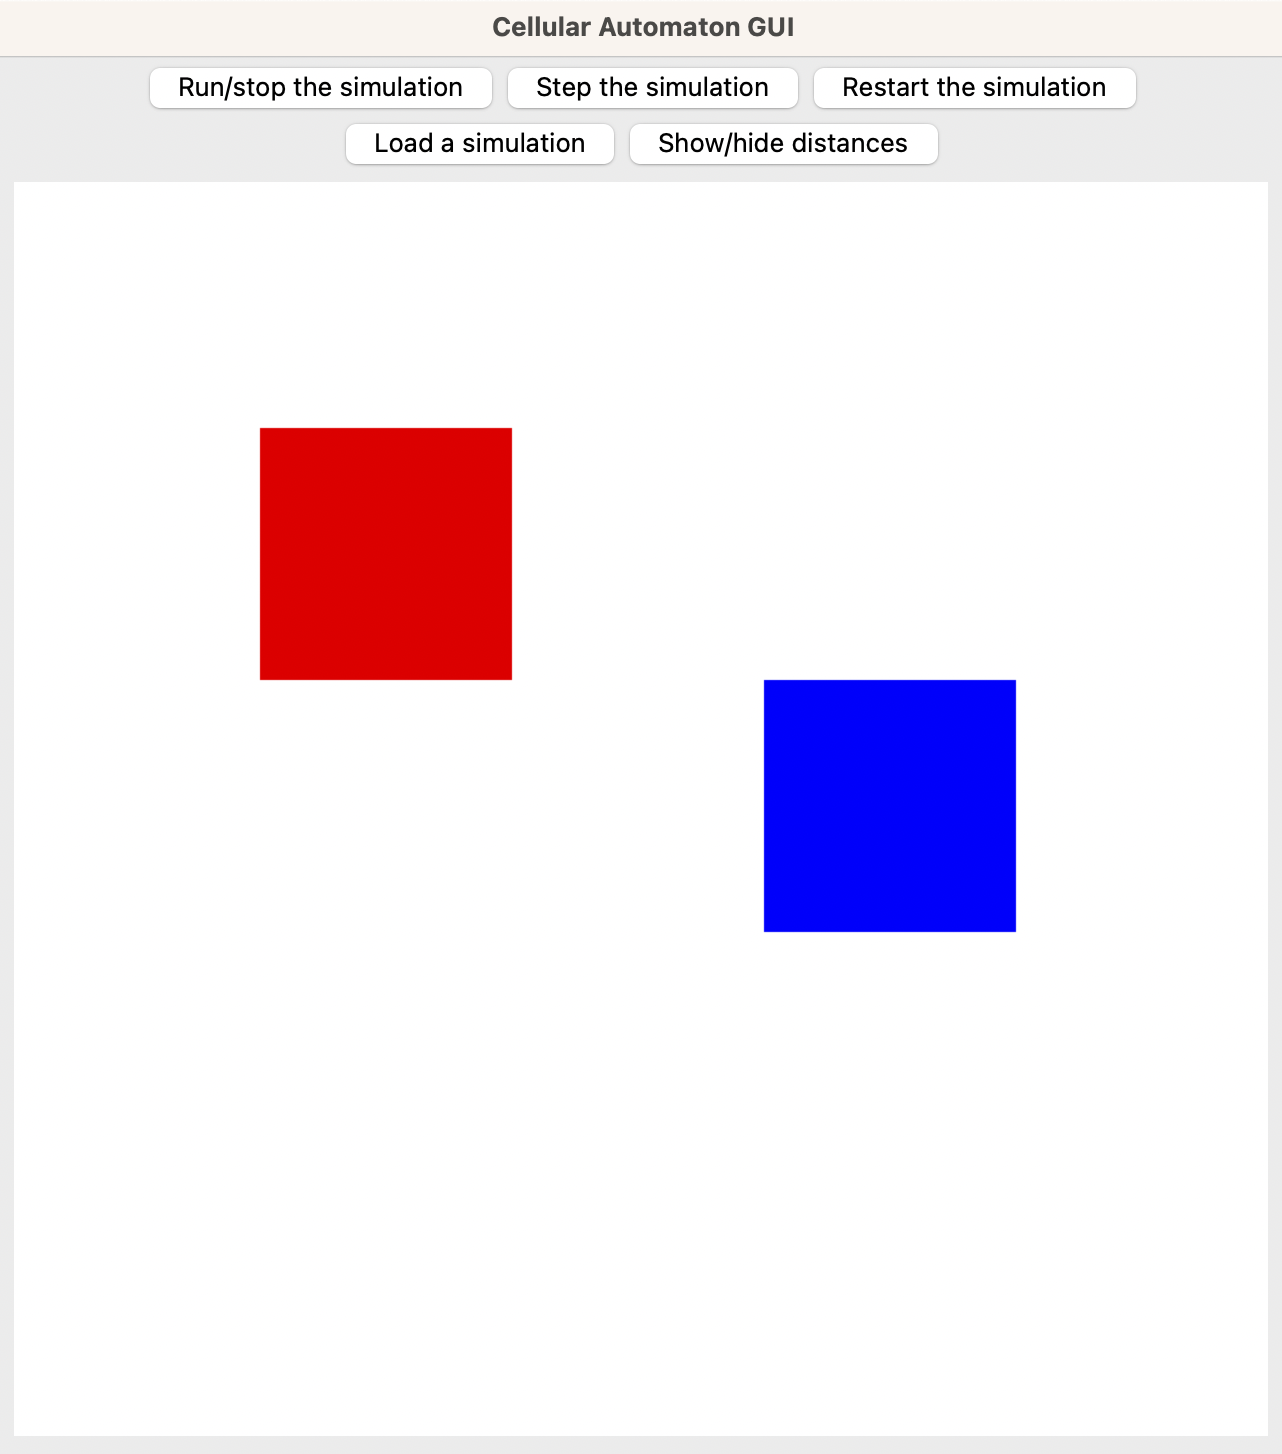 Cellular Automaton GUI
Run/stop the simulation Step the simulation Restart the simulation
Load a simulation Show/hide distances